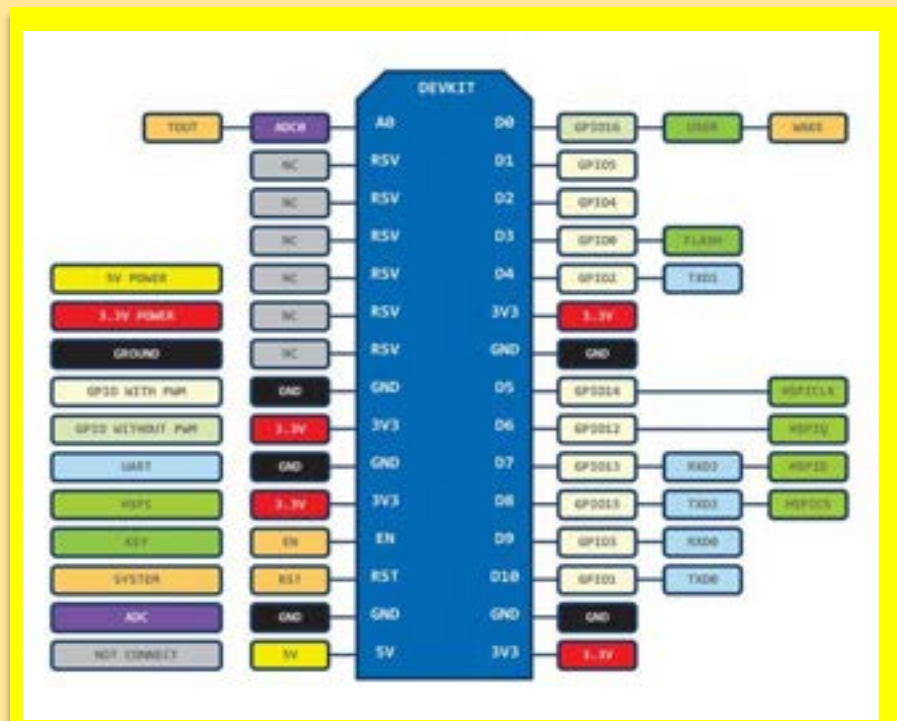 DEVKIT
TOUT ADC0 A0 D0 GPIO16 USER WAKE
NC RSV D1 GPIO5
NC RSV D2 GPIO4
NC RSV D3 GPIO0 FLASH
5V POWER NC RSV D4 GPIO2 TXD1
3.3V POWER NC RSV 3V3 3.3V
GROUND NC RSV GND GND
GPIO WITH PWM GND GND D5 GPIO14 HSPICLK
GPIO WITHOUT PWM 3.3V 3V3 D6 GPIO12 HSPIQ
UART GND GND D7 GPIO13 RXD2 HSPID
HSPI 3.3V 3V3 D8 GPIO15 TXD2 HSPICS
KEY EN EN D9 GPIO3 RXD0
SYSTEM RST RST D10 GPIO1 TXD0
ADC GND GND GND GND
NOT CONNECT 5V 5V 3V3 3.3V